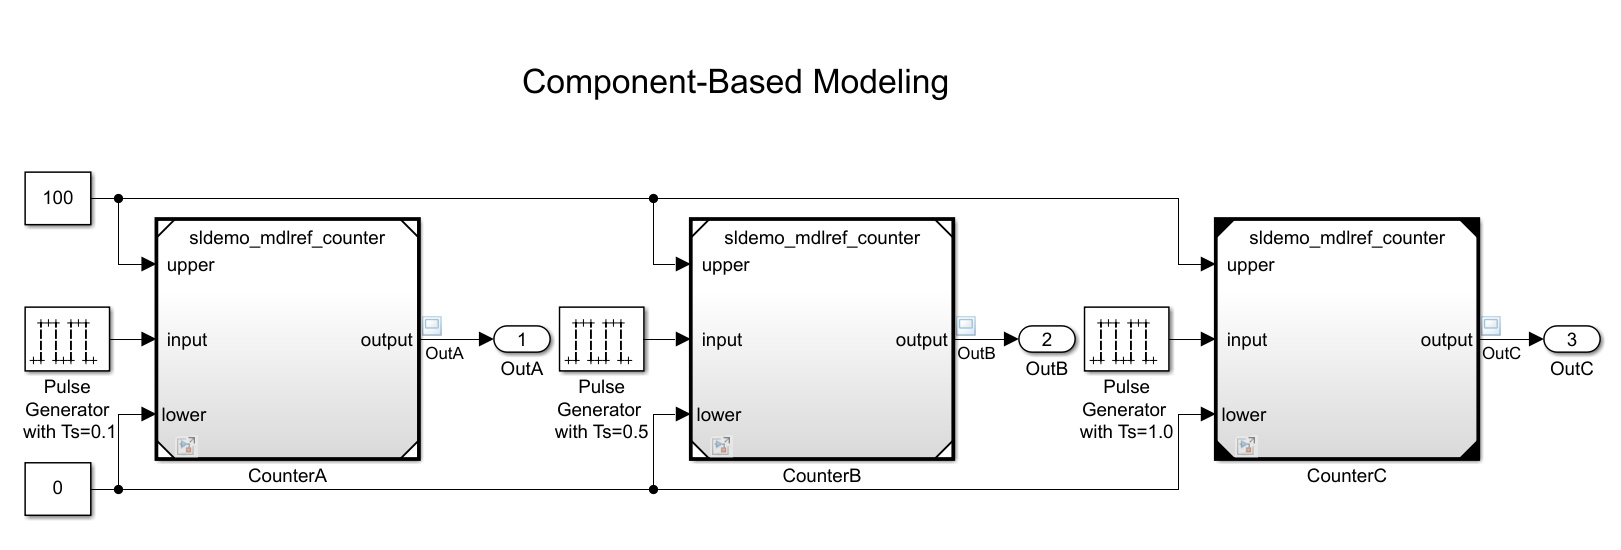 Component-Based Modeling
100
sldemo_mdlref_counter
upper
input
output
lower
CounterA
Pulse
Generator
with Ts=0.1
0
OutA
1
OutA
sldemo_mdlref_counter
upper
input
output
lower
CounterB
Pulse
Generator
with Ts=0.5
OutB
2
OutB
sldemo_mdlref_counter
upper
input
output
lower
CounterC
Pulse
Generator
with Ts=1.0
OutC
3
OutC